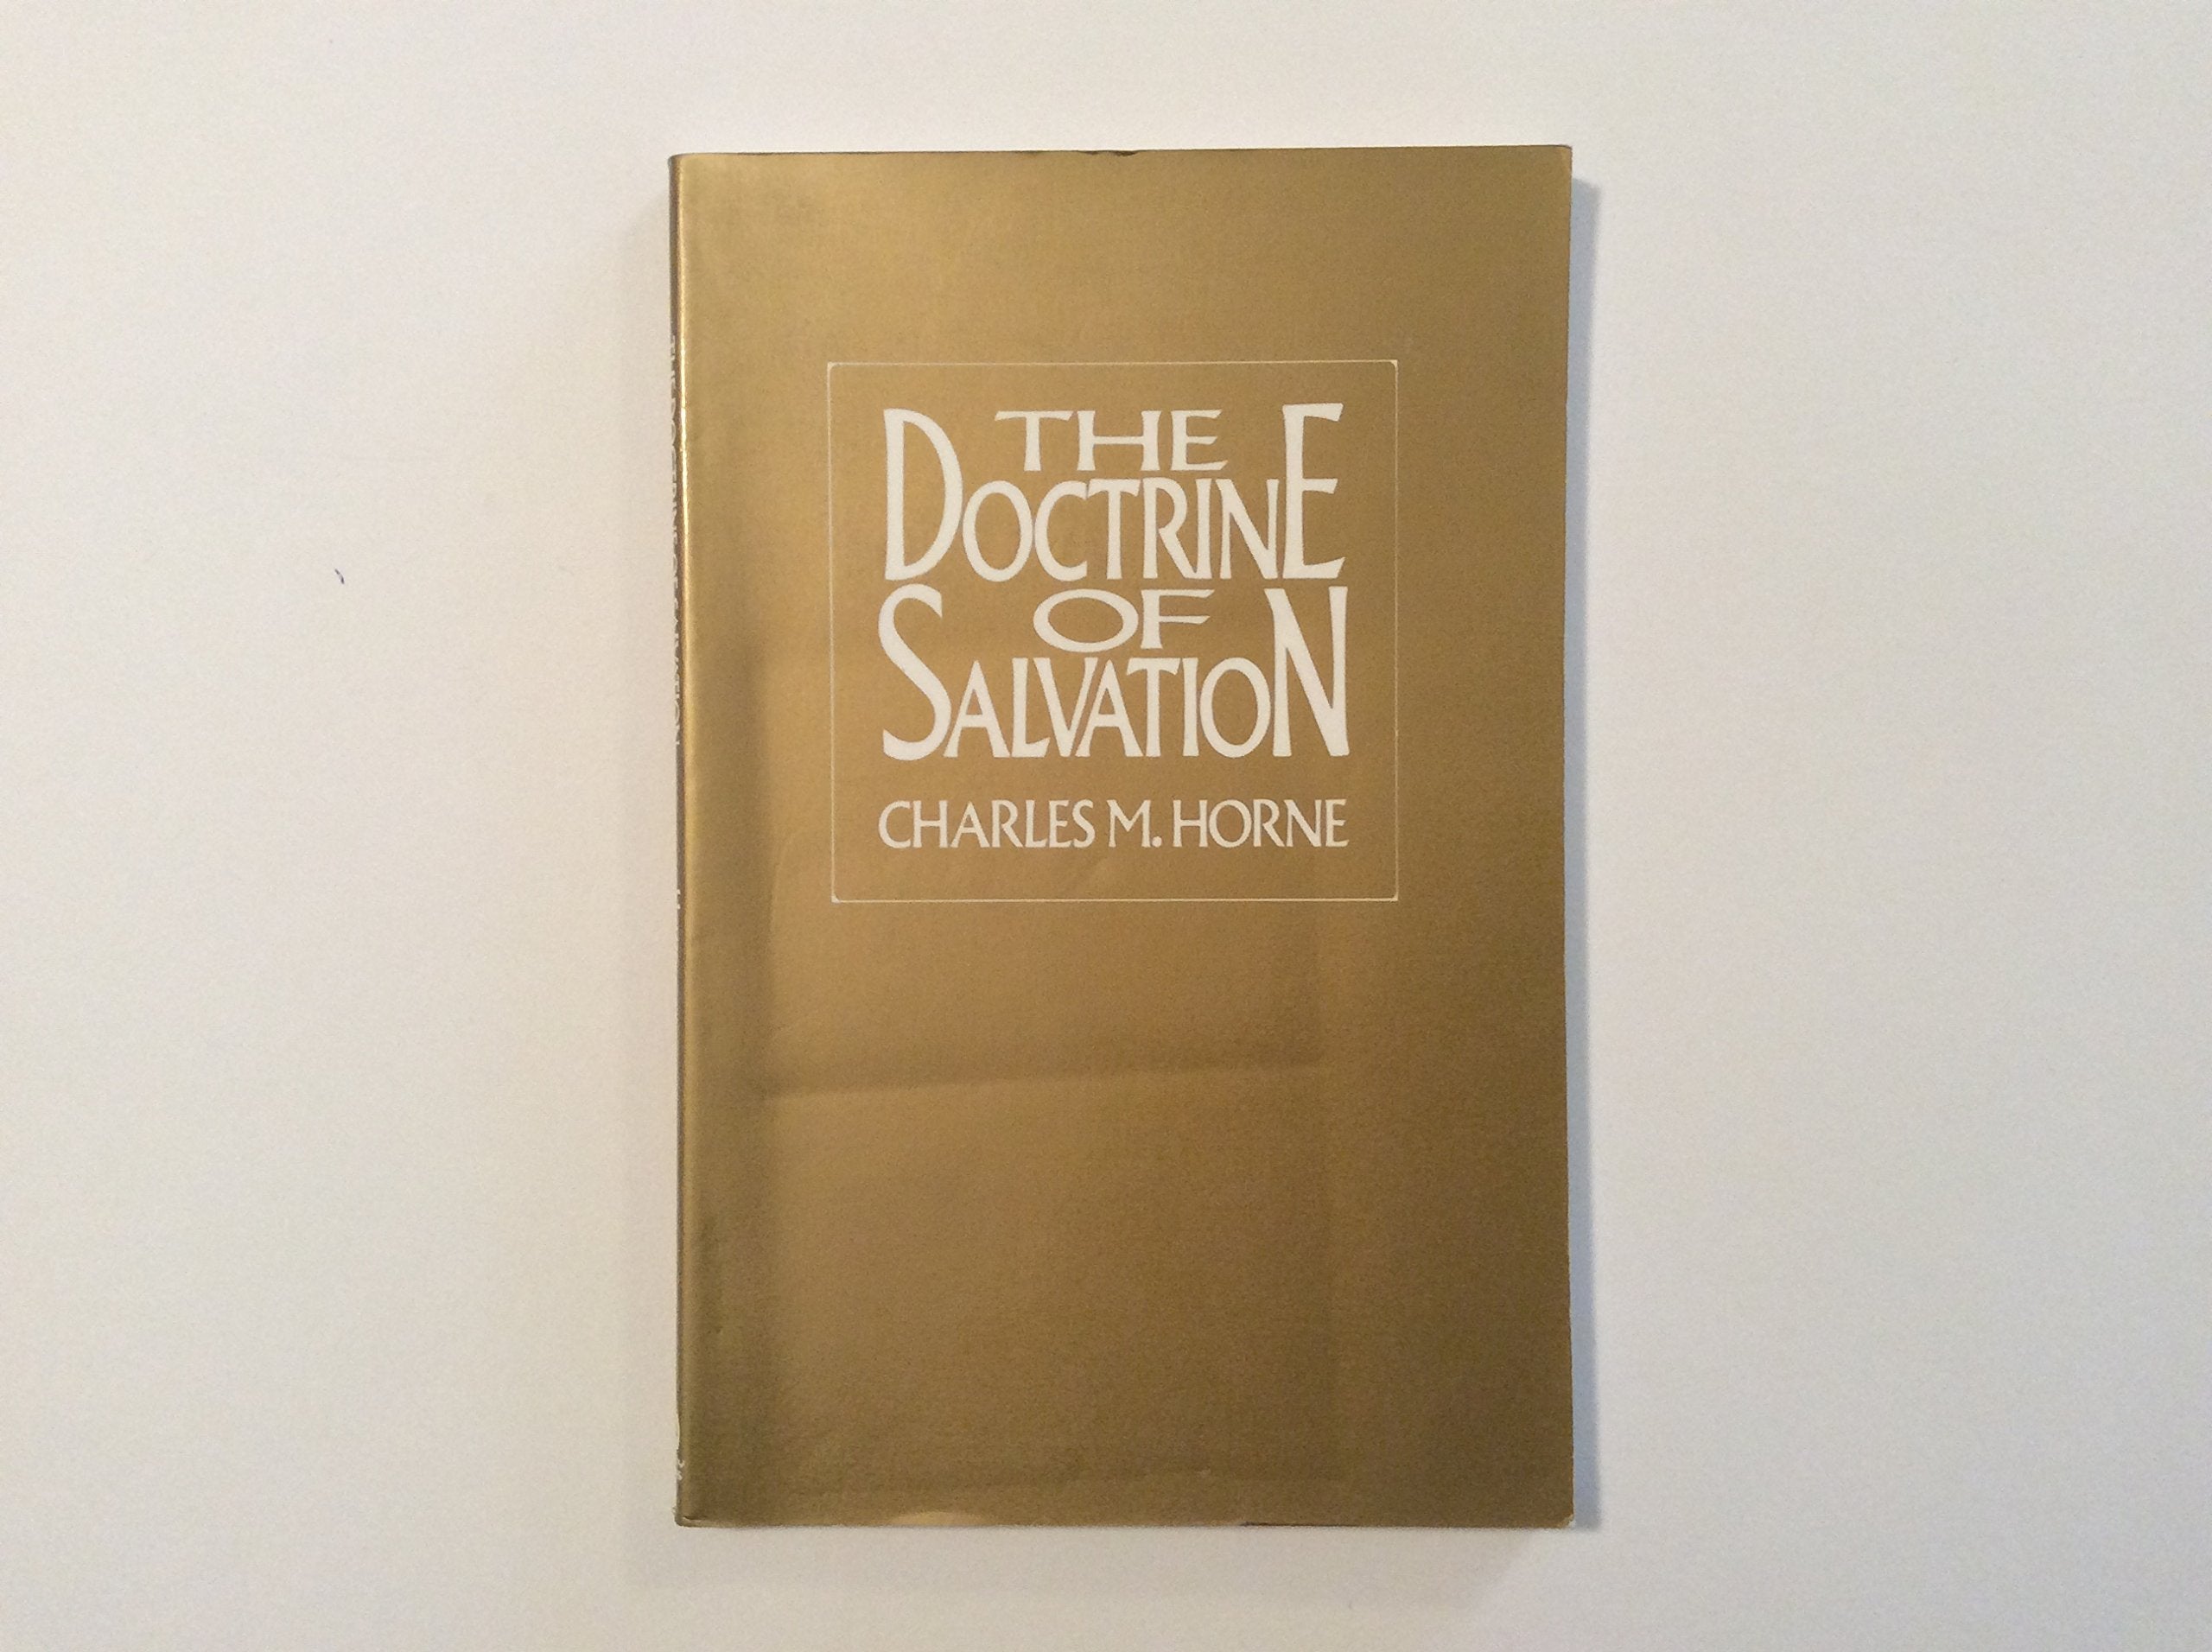 THE
DOCTRINE
OF
SALVATION
CHARLES M. HORNE